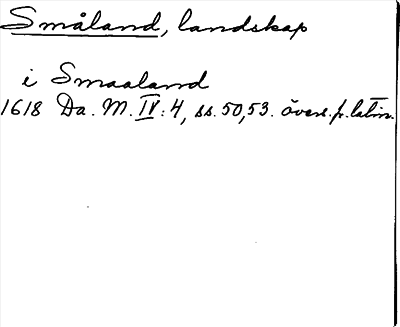 Småland, landskap
i Smaaland
1618 Da. M. IV: 4, ss. 50, 53. övers. fr. latin.